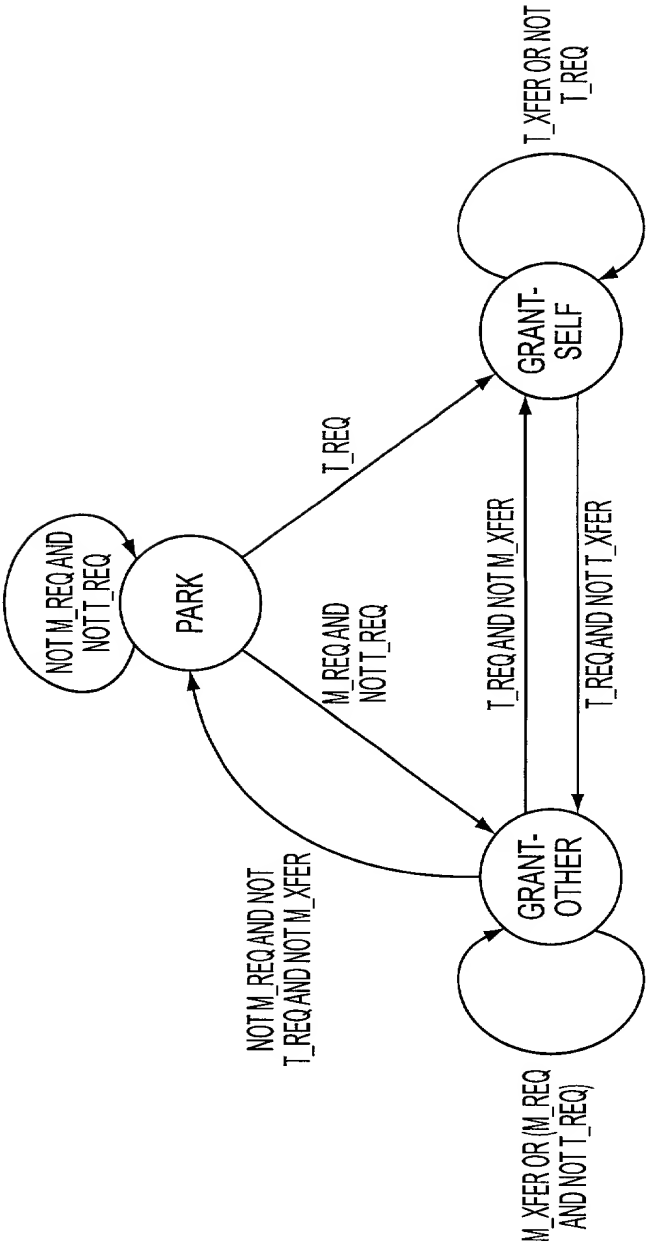 NOT M_REQ AND
NOT T_REQ
PARK
T_REQ
M_REQ AND
NOT T_REQ
NOT M_REQ AND NOT
T_REQ AND NOT M_XFER
T_REQ AND NOT M_XFER
T_REQ AND NOT T_XFER
GRANT-
OTHER
GRANT-
SELF
M_XFER OR (M_REQ
AND NOT T_REQ)
T_XFER OR NOT
T_REQ